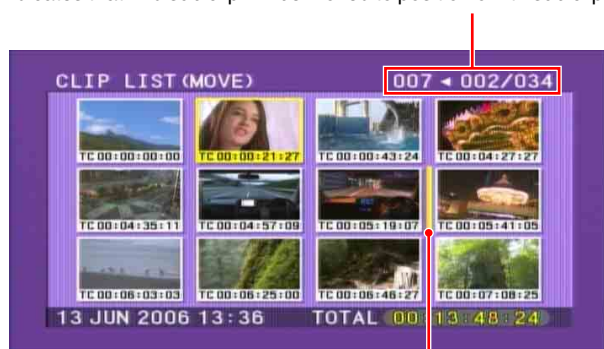 CLIP LIST(MOVE) 007 ◄ 002/034
TC 00:00:00:00 TC 00:00:21:27 TC 00:00:43:24 TC 00:04:27:27
TC 00:04:35:11 TC 00:04:57:09 TC 00:05:19:07 TC 00:05:41:05
TC 00:06:03:03 TC 00:06:25:00 TC 00:06:46:27 TC 00:07:08:25
13 JUN 2006 13:36 TOTAL 00:13:48:24